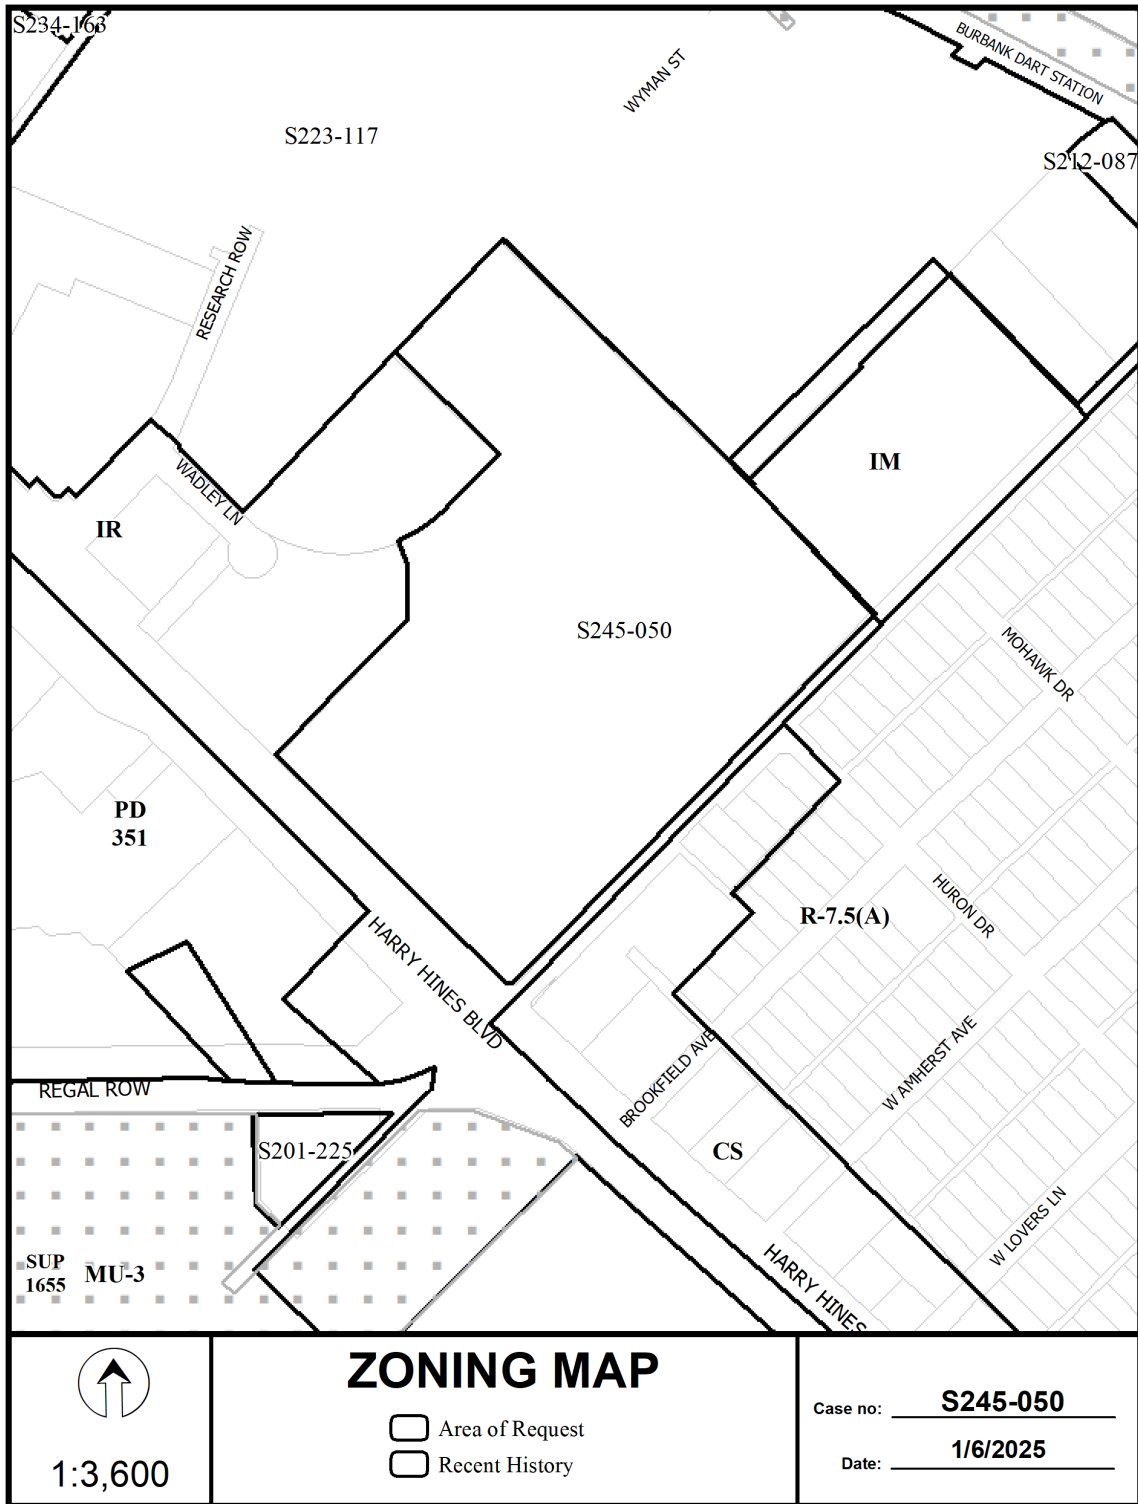 S234-163
BURBANK DART STATION
WYMAN ST
S223-117
S212-087
RESEARCH ROW
IM
WADLEY LN
IR
S245-050
MOHAWK DR
PD
351
HURON DR
R-7.5(A)
HARRY HINES BLVD
W AMHERST AVE
BROOKFIELD AVE
REGAL ROW
S201-225
CS
W LOVERS LN
SUP
1655
MU-3
HARRY HINES
1:3,600
ZONING MAP
Area of Request
Recent History
Case no: S245-050
Date: 1/6/2025